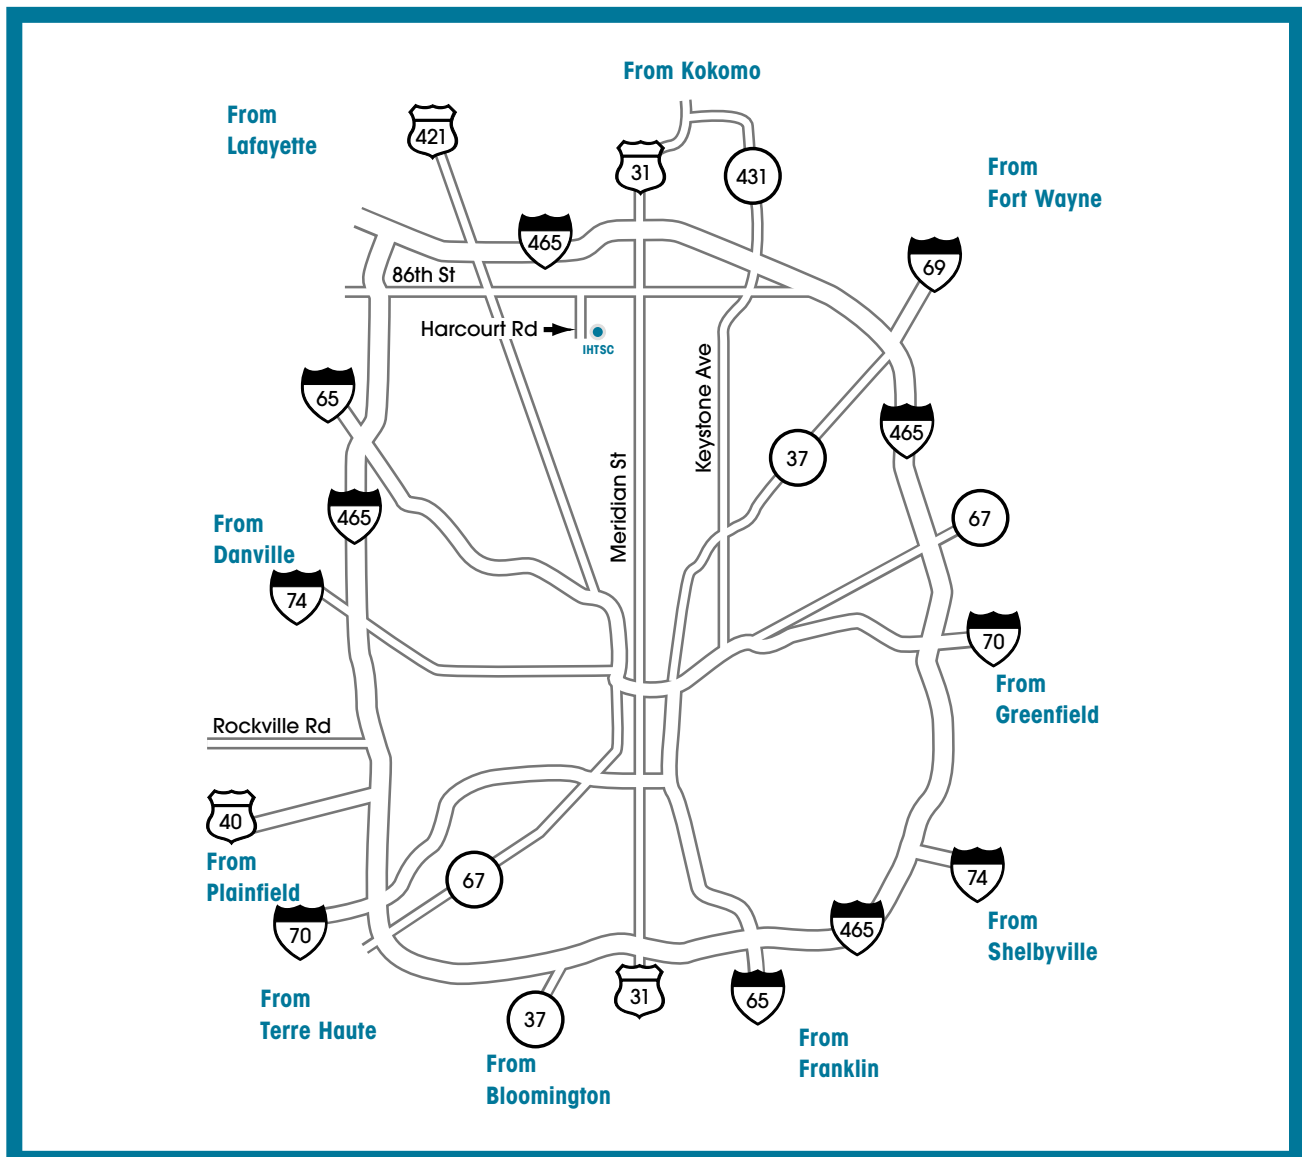 From Kokomo
From
Lafayette
421
31
431
From
Fort Wayne
465
69
86th St
Harcourt Rd
IHTSC
Keystone Ave
65
465
37
Meridian St
465
67
From
Danville
74
70
From
Greenfield
Rockville Rd
40
From
Plainfield
67
74
70
465
From
Shelbyville
31
65
37
From
Terre Haute
From
Franklin
From
Bloomington